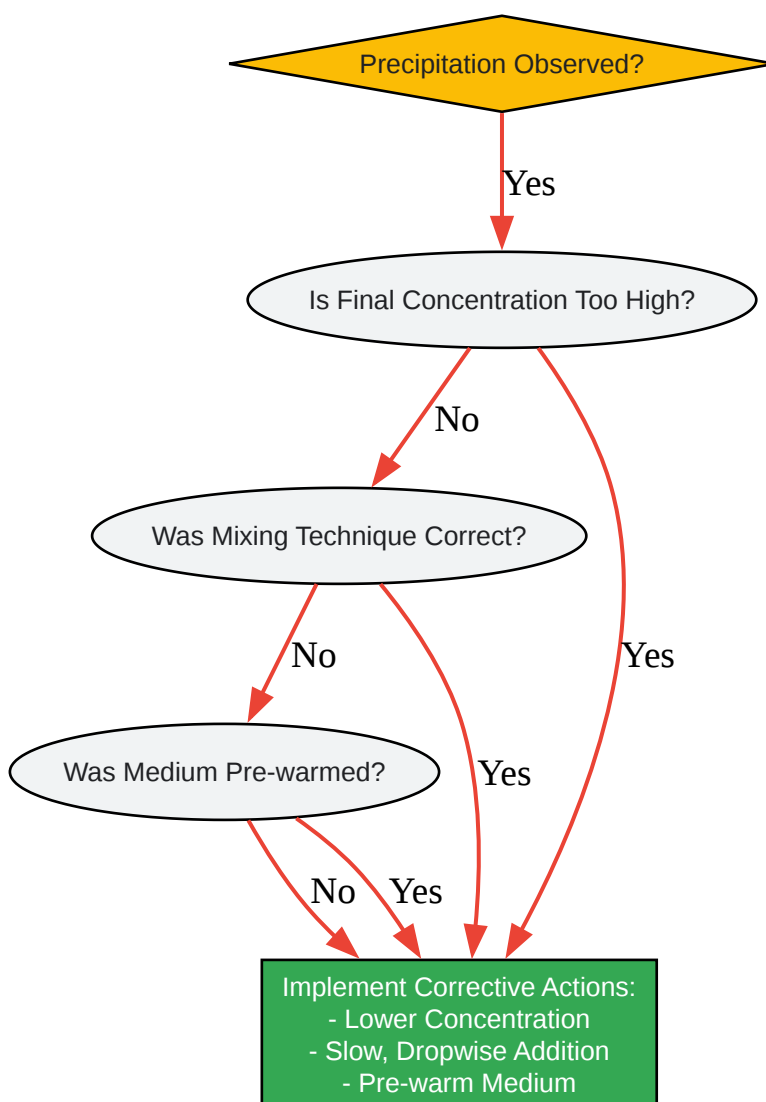 Precipitation Observed?
Yes
Is Final Concentration Too High?
No
Was Mixing Technique Correct?
No
Yes
Was Medium Pre-warmed?
Yes
No
Yes
Implement Corrective Actions:
- Lower Concentration
- Slow, Dropwise Addition
- Pre-warm Medium